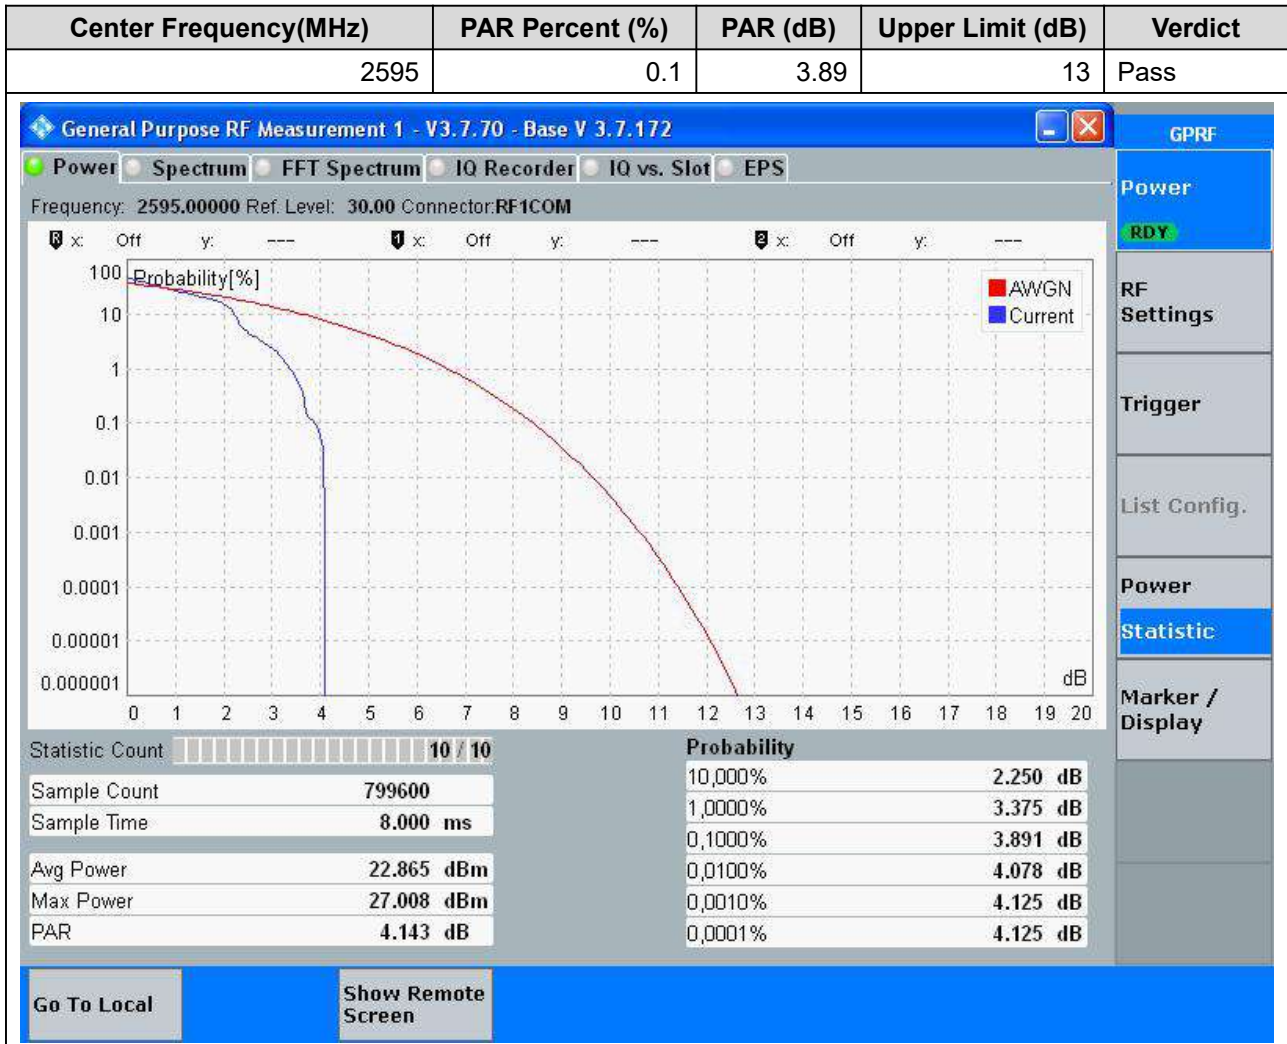 Center Frequency(MHz) PAR Percent (%) PAR (dB) Upper Limit (dB) Verdict
2595 0.1 3.89 13 Pass
General Purpose RF Measurement 1 - V3.7.70 - Base V 3.7.172
GPRF
Power Spectrum FFT Spectrum IQ Recorder IQ vs. Slot EPS
Power
RDY
Frequency: 2595.00000 Ref. Level: 30.00 Connector:RF1COM
R x: Off y: --- 1 x: Off y: --- 2 x: Off y: ---
Probability[%]
AWGN
Current
100
10
1
0.1
0.01
0.001
0.0001
0.00001
0.000001
dB
0 1 2 3 4 5 6 7 8 9 10 11 12 13 14 15 16 17 18 19 20
RF
Settings
Trigger
List Config.
Power
Statistic
Marker /
Display
Statistic Count 10 / 10
Sample Count 799600
Sample Time 8.000 ms
Avg Power 22.865 dBm
Max Power 27.008 dBm
PAR 4.143 dB
Probability
10,000% 2.250 dB
1,0000% 3.375 dB
0,1000% 3.891 dB
0,0100% 4.078 dB
0,0010% 4.125 dB
0,0001% 4.125 dB
Go To Local
Show Remote
Screen